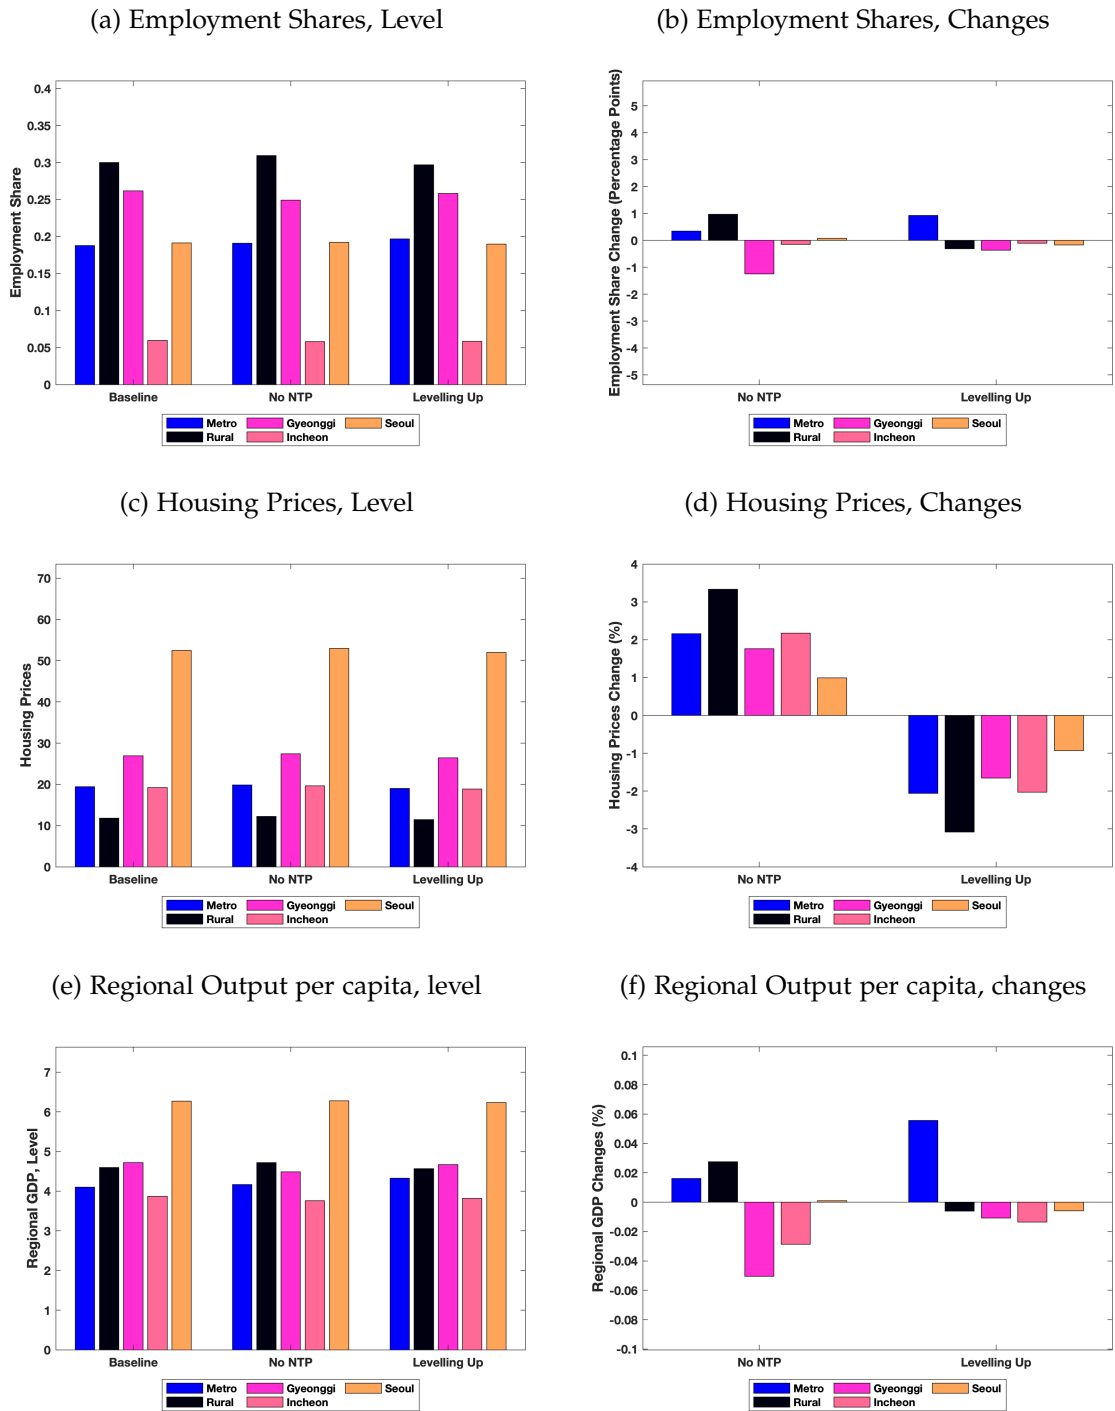 (a) Employment Shares, Level
Employment Share
0.4
0.35
0.3
0.25
0.2
0.15
0.1
0.05
0
Baseline No NTP Levelling Up
Metro Gyeonggi Seoul
Rural Incheon
(b) Employment Shares, Changes
Employment Share Change (Percentage Points)
5
4
3
2
1
0
-1
-2
-3
-4
-5
No NTP Levelling Up
Metro Gyeonggi Seoul
Rural Incheon
(c) Housing Prices, Level
Housing Prices
70
60
50
40
30
20
10
0
Baseline No NTP Levelling Up
Metro Gyeonggi Seoul
Rural Incheon
(d) Housing Prices, Changes
Housing Prices Change (%)
4
3
2
1
0
-1
-2
-3
-4
No NTP Levelling Up
Metro Gyeonggi Seoul
Rural Incheon
(e) Regional Output per capita, level
Regional GDP, Level
7
6
5
4
3
2
1
0
Baseline No NTP Levelling Up
Metro Gyeonggi Seoul
Rural Incheon
(f) Regional Output per capita, changes
Regional GDP Changes (%)
0.1
0.08
0.06
0.04
0.02
0
-0.02
-0.04
-0.06
-0.08
-0.1
No NTP Levelling Up
Metro Gyeonggi Seoul
Rural Incheon